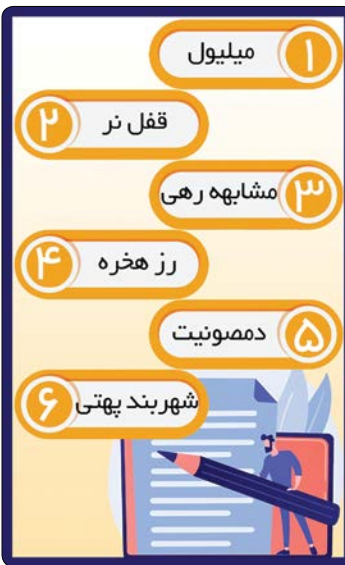 ۱ میلیول
قفل نر ۲
۳ مشابهه رهی
رز هخره ۴
۵ دمصونیت
شهربند پهتی ۶